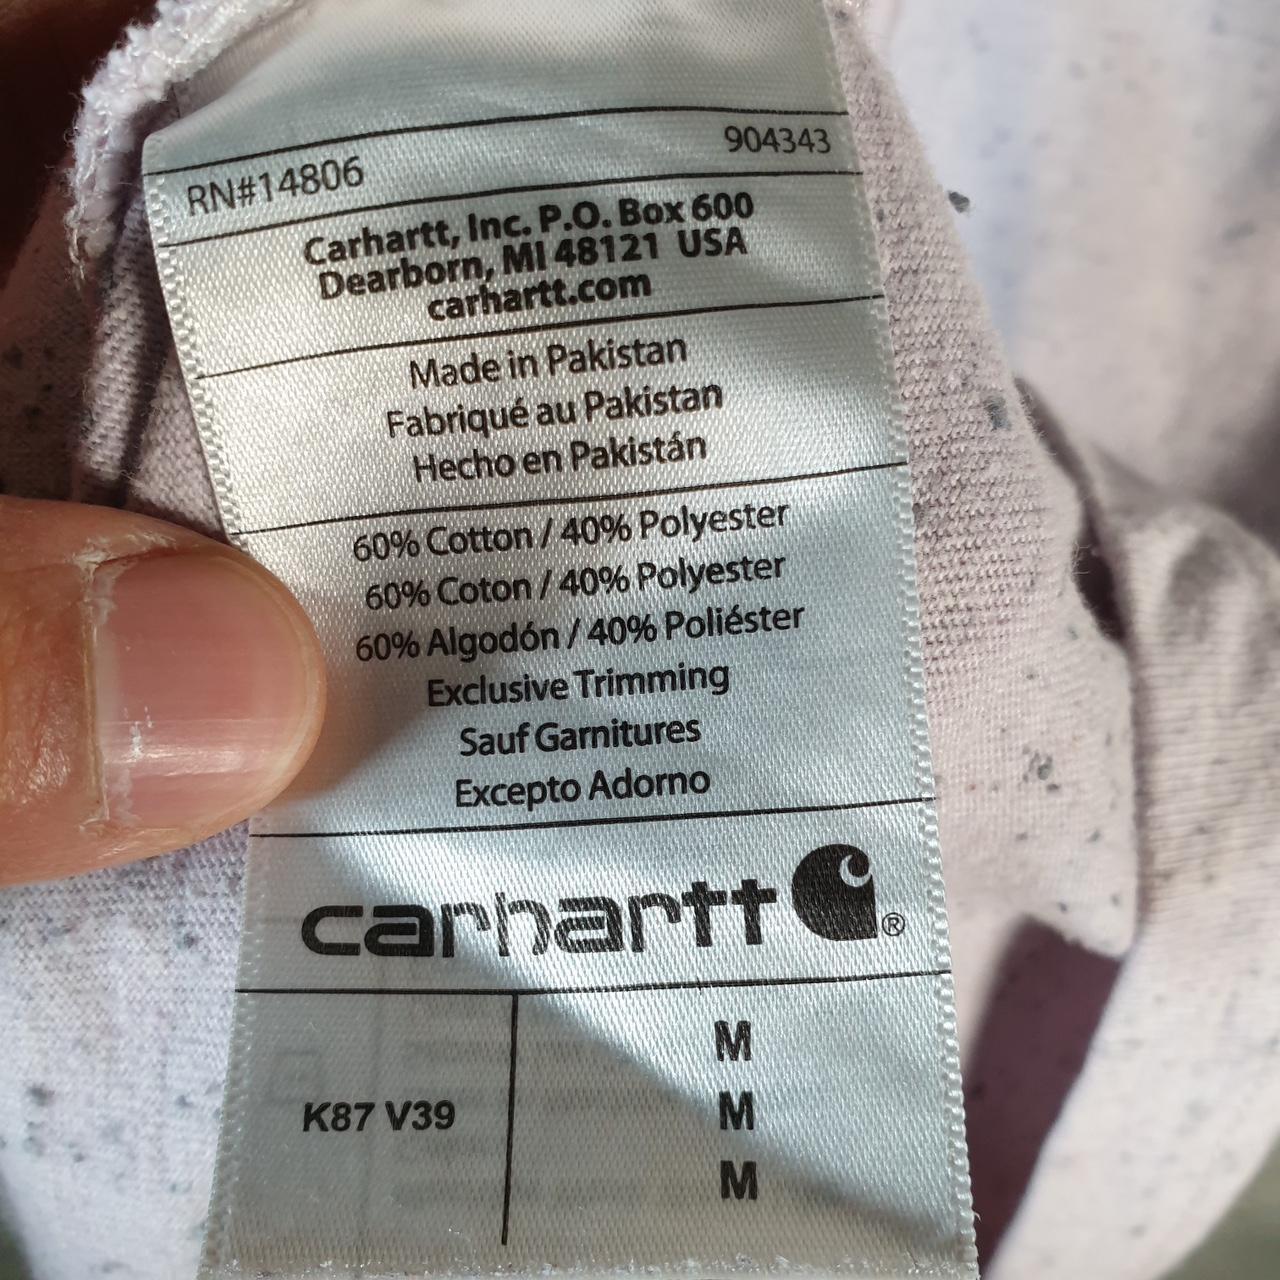 RN#14806 904343
Carhartt, Inc. P.O. Box 600
Dearborn, MI 48121 USA
carhartt.com
Made in Pakistan
Fabriqué au Pakistan
Hecho en Pakistán
60% Cotton / 40% Polyester
60% Coton / 40% Polyester
60% Algodón / 40% Poliéster
Exclusive Trimming
Sauf Garnitures
Excepto Adorno
carhartt ®
M
K87 V39 M
M